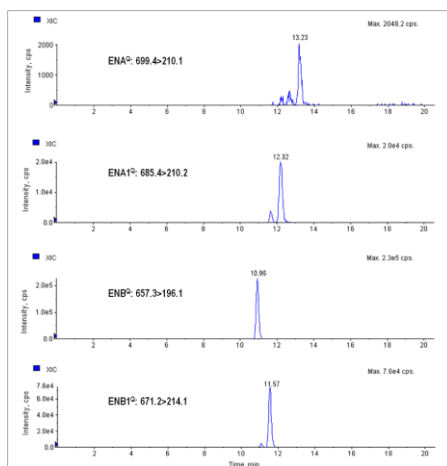 XIC Max. 2048.2 cps.
13.23
ENAQ: 699.4>210.1
Intensity, cps
2000
1000
0
2 4 6 8 10 12 14 16 18 20
XIC Max. 2.0e4 cps.
12.32
ENA1Q: 685.4>210.2
Intensity, cps
2.0e4
1.0e4
0.0
2 4 6 8 10 12 14 16 18 20
XIC Max. 2.3e5 cps.
10.96
ENBQ: 657.3>196.1
Intensity, cps
2.0e5
1.0e5
0.0
2 4 6 8 10 12 14 16 18 20
XIC Max. 7.6e4 cps.
11.57
ENB1Q: 671.2>214.1
Intensity, cps
7.6e4
6.0e4
4.0e4
2.0e4
0.0
2 4 6 8 10 12 14 16 18 20
Time, min